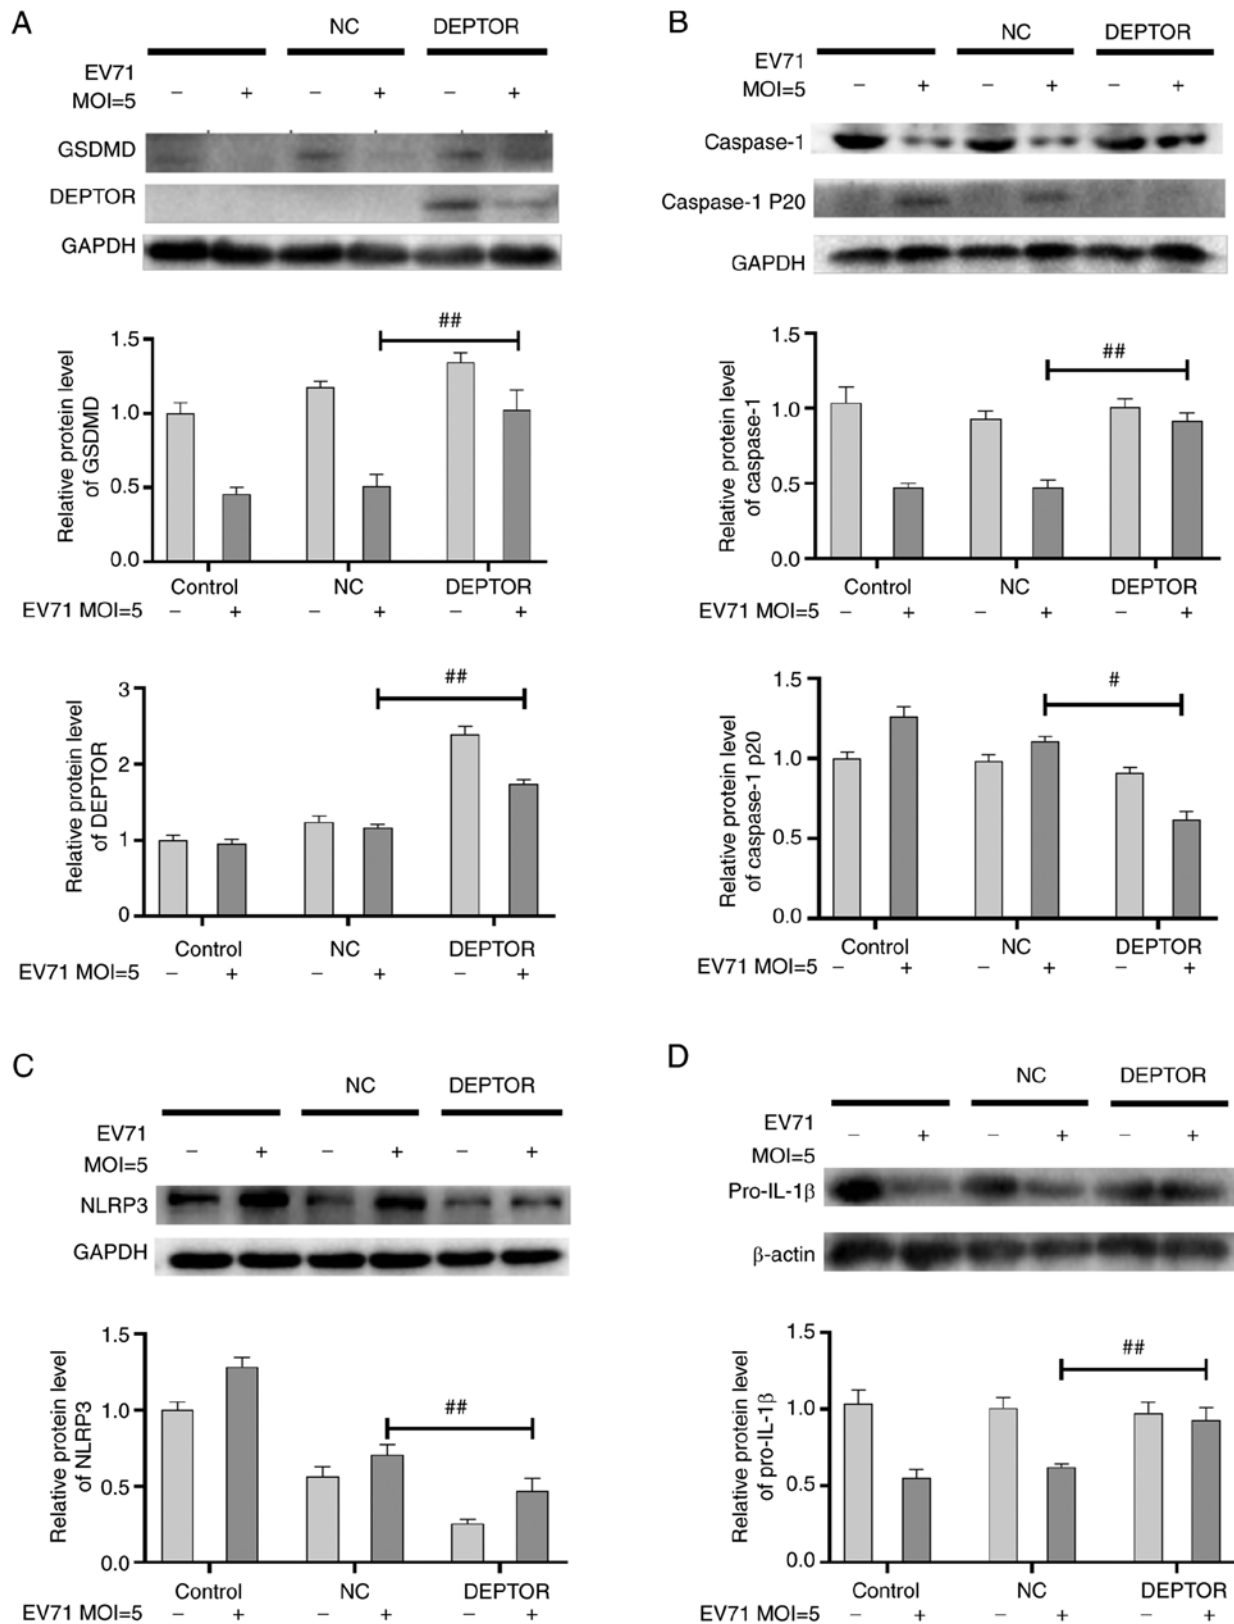 A
NC DEPTOR
EV71
MOI=5 – + – + – +
GSDMD
DEPTOR
GAPDH
Relative protein level
of GSDMD
1.5
1.0
0.5
0.0
##
Control NC DEPTOR
EV71 MOI=5 – + – + – +
Relative protein level
of DEPTOR
3
2
1
0
##
Control NC DEPTOR
EV71 MOI=5 – + – + – +
B
NC DEPTOR
EV71
MOI=5 – + – + – +
Caspase-1
Caspase-1 P20
GAPDH
Relative protein level
of caspase-1
1.5
1.0
0.5
0.0
##
Control NC DEPTOR
EV71 MOI=5 – + – + – +
Relative protein level
of caspase-1 p20
1.5
1.0
0.5
0.0
#
Control NC DEPTOR
EV71 MOI=5 – + – + – +
C
NC DEPTOR
EV71
MOI=5 – + – + – +
NLRP3
GAPDH
Relative protein level
of NLRP3
1.5
1.0
0.5
0.0
##
Control NC DEPTOR
EV71 MOI=5 – + – + – +
D
NC DEPTOR
EV71
MOI=5 – + – + – +
Pro-IL-1β
β-actin
Relative protein level
of pro-IL-1β
1.5
1.0
0.5
0.0
##
Control NC DEPTOR
EV71 MOI=5 – + – + – +